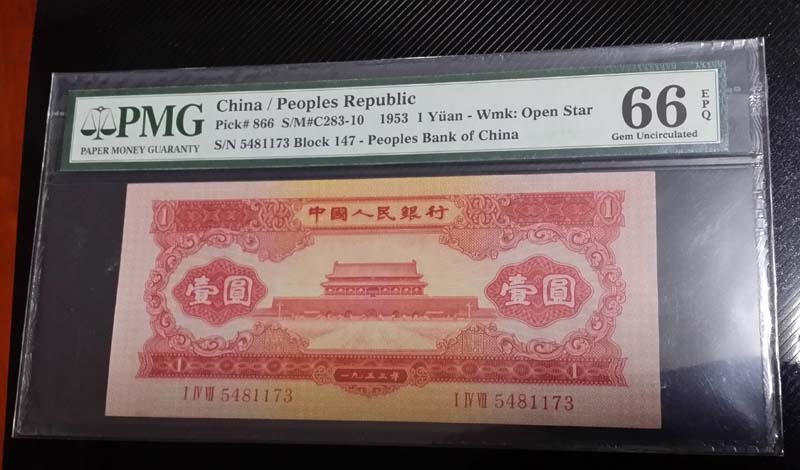 PMG
PAPER MONEY GUARANTY
China / Peoples Republic
Pick# 866 S/M#C283-10 1953 1 Yüan - Wmk: Open Star
S/N 5481173 Block 147 - Peoples Bank of China
66 EPQ
Gem Uncirculated
1 中國人民銀行 1
壹圓 壹圓
1 一九五三年 1
I IV VII 5481173 I IV VII 5481173